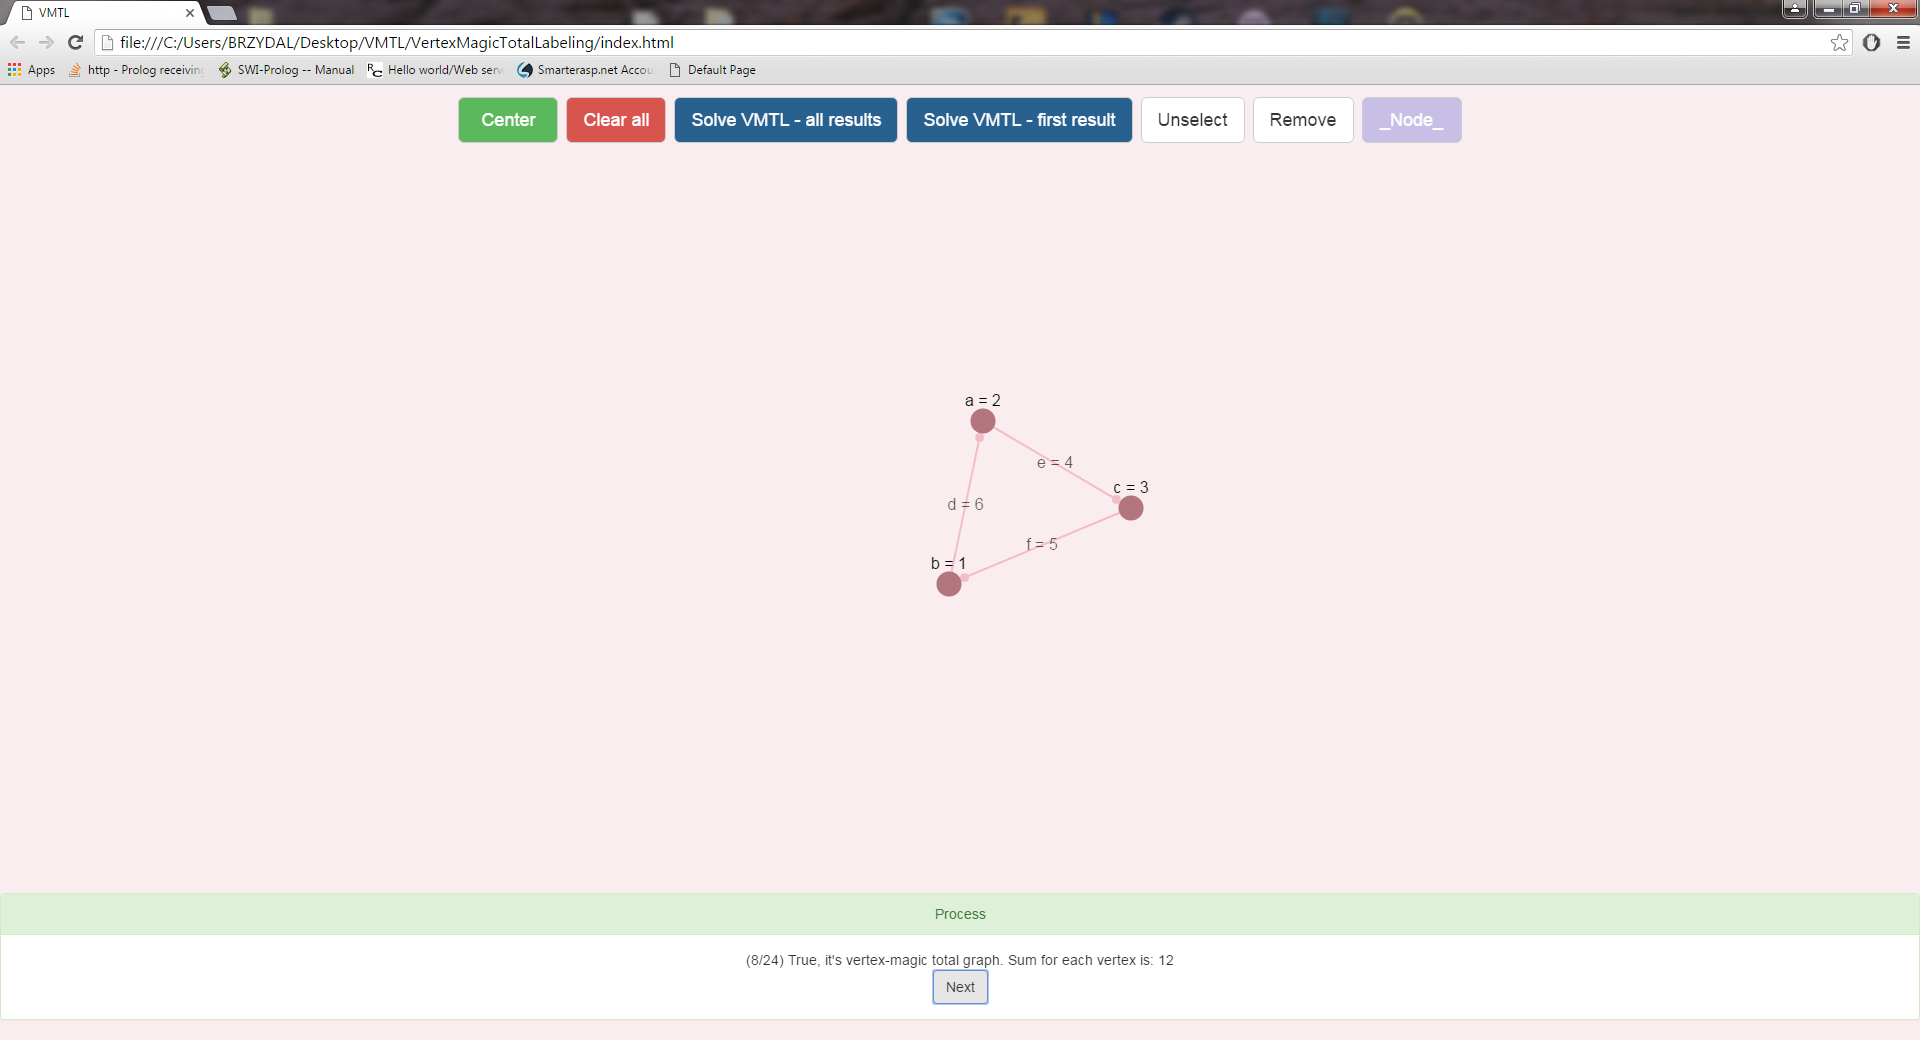 VMTL
file:///C:/Users/BRZYDAL/Desktop/VMTL/VertexMagicTotalLabeling/index.html
Apps http - Prolog receiving SWI-Prolog -- Manual Hello world/Web serv Smarterasp.net Accou Default Page
Center Clear all Solve VMTL - all results Solve VMTL - first result Unselect Remove _Node_
a = 2
e = 4
c = 3
d = 6
f = 5
b = 1
Process
(8/24) True, it's vertex-magic total graph. Sum for each vertex is: 12
Next